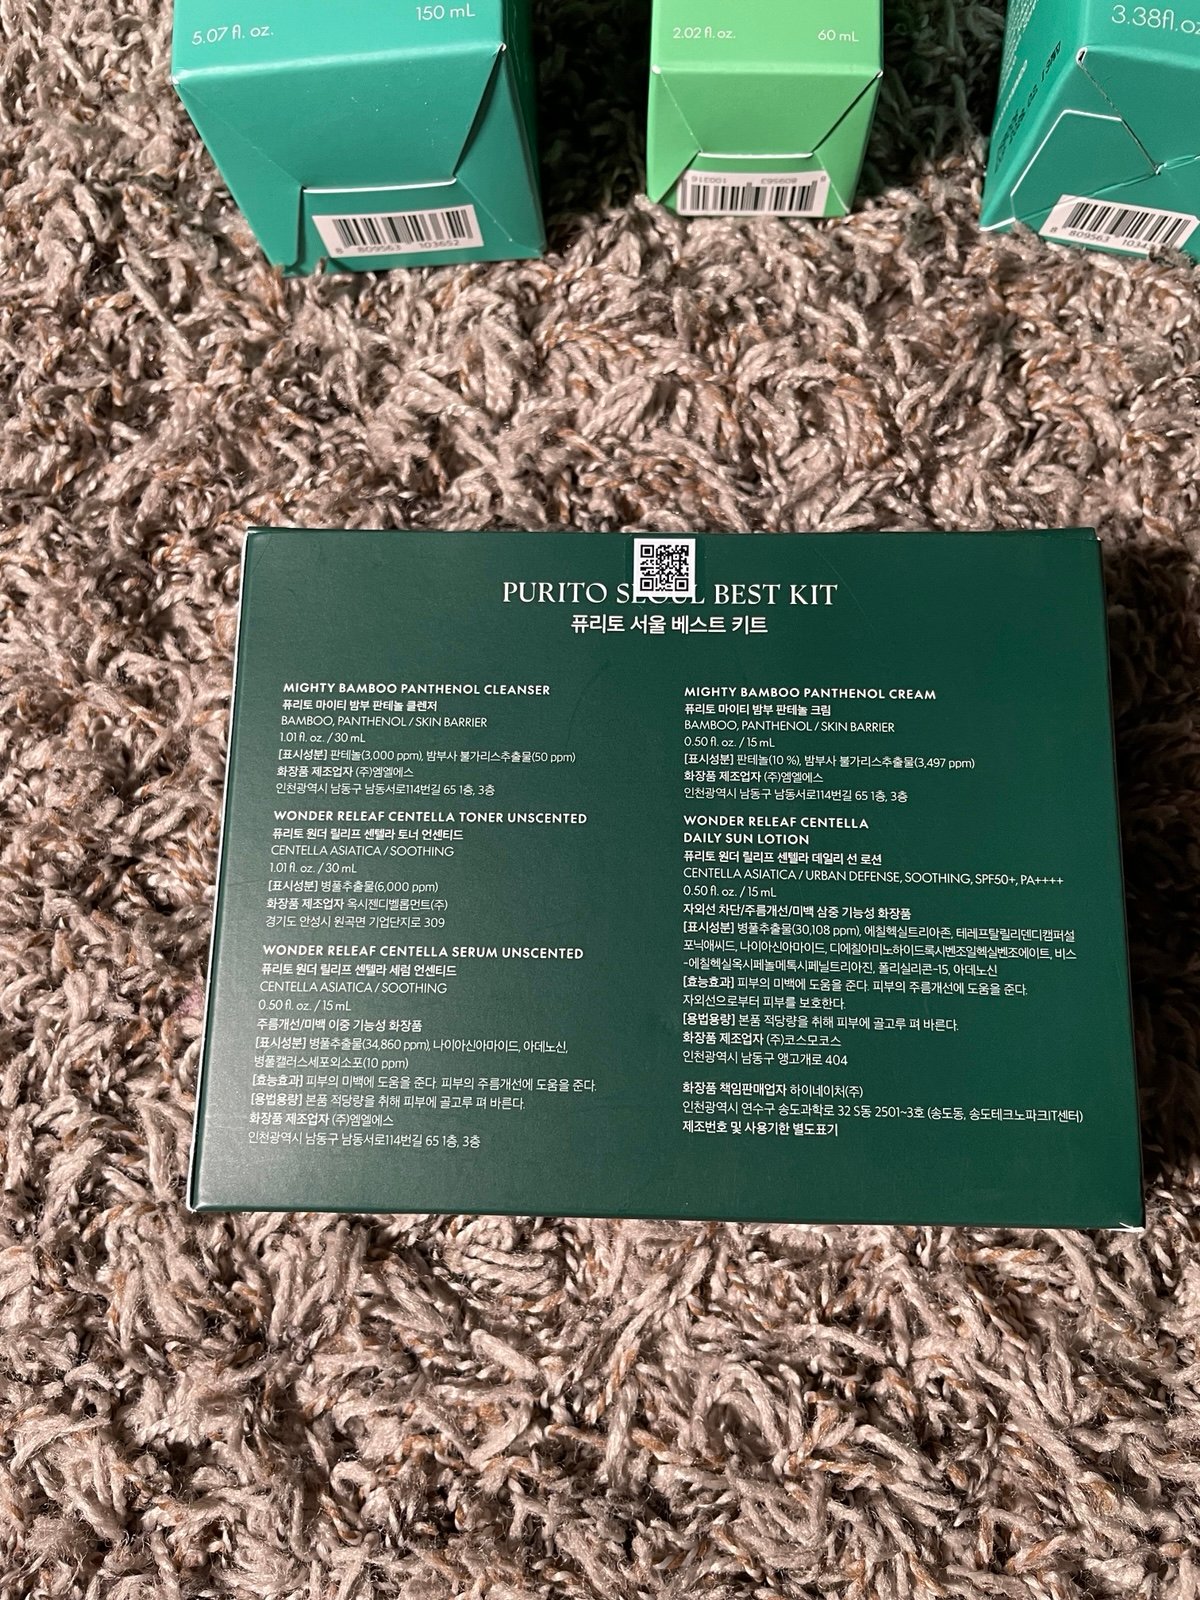 5.07 fl. oz. 150 mL
8 809563 103652
2.02 fl. oz. 60 mL
8 809563 100316
3.38fl.oz
8 809563
PURITO SEOUL BEST KIT
퓨리토 서울 베스트 키트
MIGHTY BAMBOO PANTHENOL CLEANSER
퓨리토 마이티 밤부 판테놀 클렌저
BAMBOO, PANTHENOL / SKIN BARRIER
1.01 fl. oz. / 30 mL
[표시성분] 판테놀(3,000 ppm), 밤부사 불가리스추출물(50 ppm)
화장품 제조업자 (주)엠엘에스
인천광역시 남동구 남동서로114번길 65 1층, 3층
WONDER RELEAF CENTELLA TONER UNSCENTED
퓨리토 원더 릴리프 센텔라 토너 언센티드
CENTELLA ASIATICA / SOOTHING
1.01 fl. oz. / 30 mL
[표시성분] 병풀추출물(6,000 ppm)
화장품 제조업자 옥시젠디벨롭먼트(주)
경기도 안성시 원곡면 기업단지로 309
WONDER RELEAF CENTELLA SERUM UNSCENTED
퓨리토 원더 릴리프 센텔라 세럼 언센티드
CENTELLA ASIATICA / SOOTHING
0.50 fl. oz. / 15 mL
주름개선/미백 이중 기능성 화장품
[표시성분] 병풀추출물(34,860 ppm), 나이아신아마이드, 아데노신,
병풀캘러스세포외소포(10 ppm)
[효능효과] 피부의 미백에 도움을 준다. 피부의 주름개선에 도움을 준다.
[용법용량] 본품 적당량을 취해 피부에 골고루 펴 바른다.
화장품 제조업자 (주)엠엘에스
인천광역시 남동구 남동서로114번길 65 1층, 3층
MIGHTY BAMBOO PANTHENOL CREAM
퓨리토 마이티 밤부 판테놀 크림
BAMBOO, PANTHENOL / SKIN BARRIER
0.50 fl. oz. / 15 mL
[표시성분] 판테놀(10 %), 밤부사 불가리스추출물(3,497 ppm)
화장품 제조업자 (주)엠엘에스
인천광역시 남동구 남동서로114번길 65 1층, 3층
WONDER RELEAF CENTELLA
DAILY SUN LOTION
퓨리토 원더 릴리프 센텔라 데일리 선 로션
CENTELLA ASIATICA / URBAN DEFENSE, SOOTHING, SPF50+, PA++++
0.50 fl. oz. / 15 mL
자외선 차단/주름개선/미백 삼중 기능성 화장품
[표시성분] 병풀추출물(30,108 ppm), 에칠헥실트리아존, 테레프탈릴리덴디캠퍼설
포닉애씨드, 나이아신아마이드, 디에칠아미노하이드록시벤조일헥실벤조에이트, 비스
-에칠헥실옥시페놀메톡시페닐트리아진, 폴리실리콘-15, 아데노신
[효능효과] 피부의 미백에 도움을 준다. 피부의 주름개선에 도움을 준다.
자외선으로부터 피부를 보호한다.
[용법용량] 본품 적당량을 취해 피부에 골고루 펴 바른다.
화장품 제조업자 (주)코스모코스
인천광역시 남동구 앵고개로 404
화장품 책임판매업자 하이네이처(주)
인천광역시 연수구 송도과학로 32 S동 2501~3호 (송도동, 송도테크노파크IT센터)
제조번호 및 사용기한 별도표기